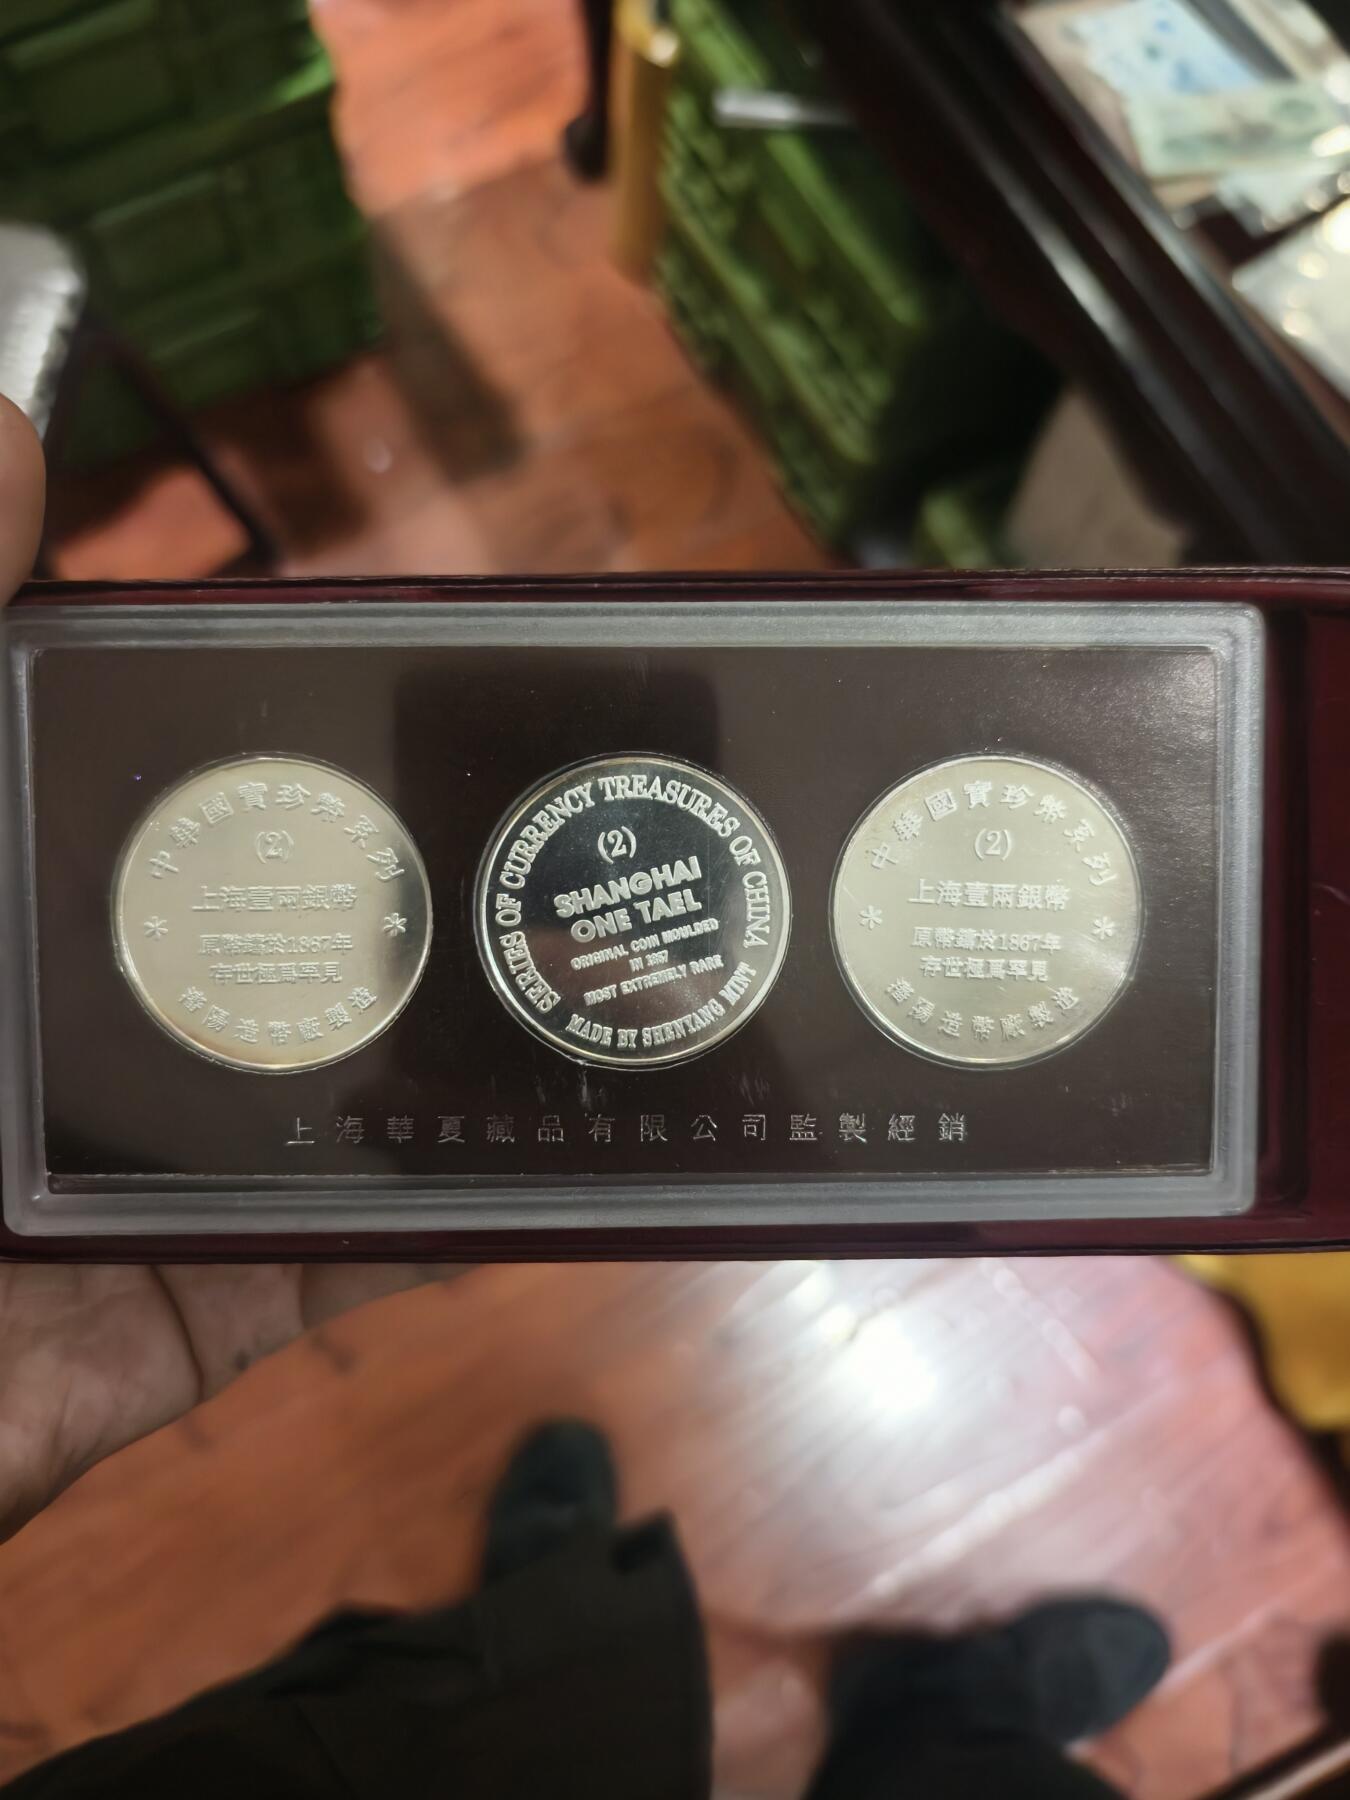 中華國寶珍幣系列
(2)
上海壹兩銀幣
原幣鑄於1867年
存世極爲罕見
瀋陽造幣廠製造
SERIES OF CURRENCY TREASURES OF CHINA
(2)
SHANGHAI
ONE TAEL
ORIGINAL COIN MOULDED
IN 1867
MOST EXTREMELY RARE
MADE BY SHENYANG MINT
中華國寶珍幣系列
(2)
上海壹兩銀幣
原幣鑄於1867年
存世極爲罕見
瀋陽造幣廠製造
上海華夏藏品有限公司監製經銷